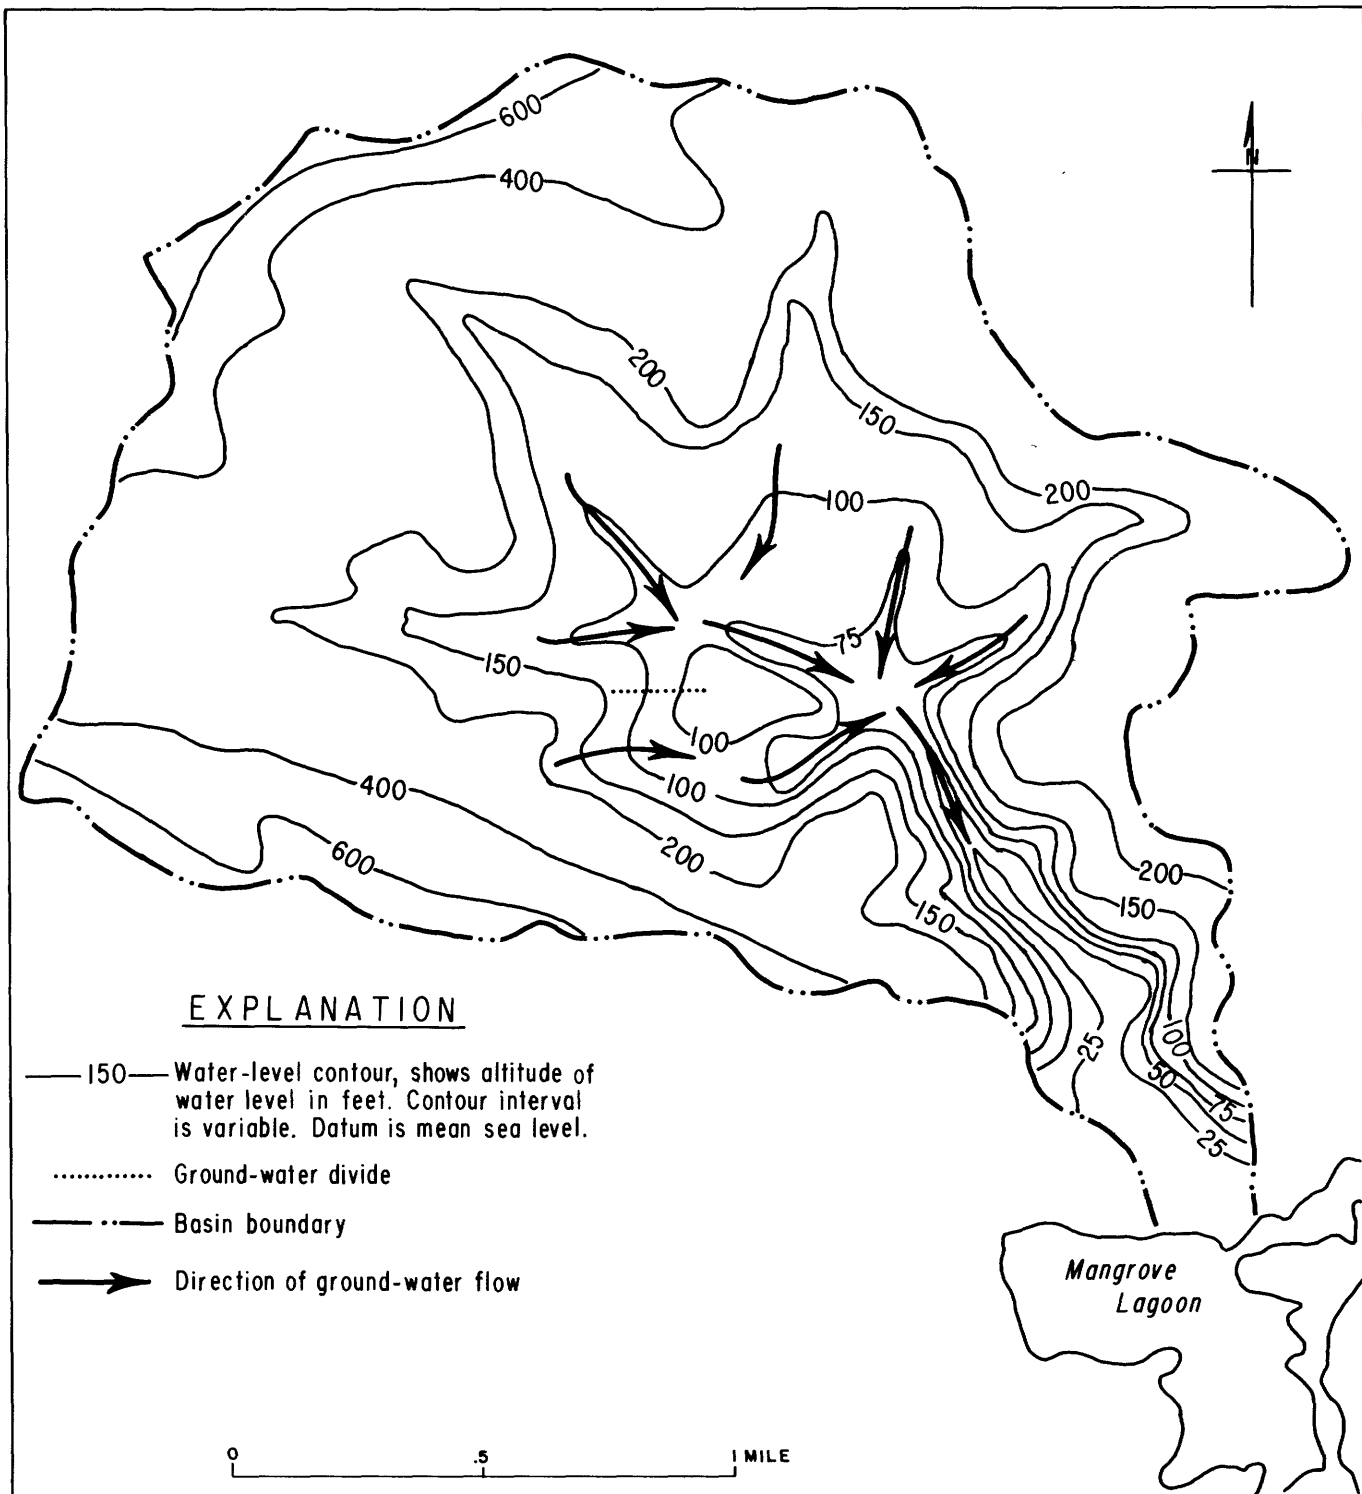 N
600
400
200
150
200
100
75
150
100
100
400
200
600
200
150
150
25
100
50
75
25
EXPLANATION
150 Water-level contour, shows altitude of
water level in feet. Contour interval
is variable. Datum is mean sea level.
Ground-water divide
Basin boundary
Direction of ground-water flow
Mangrove
Lagoon
0 .5 1 MILE